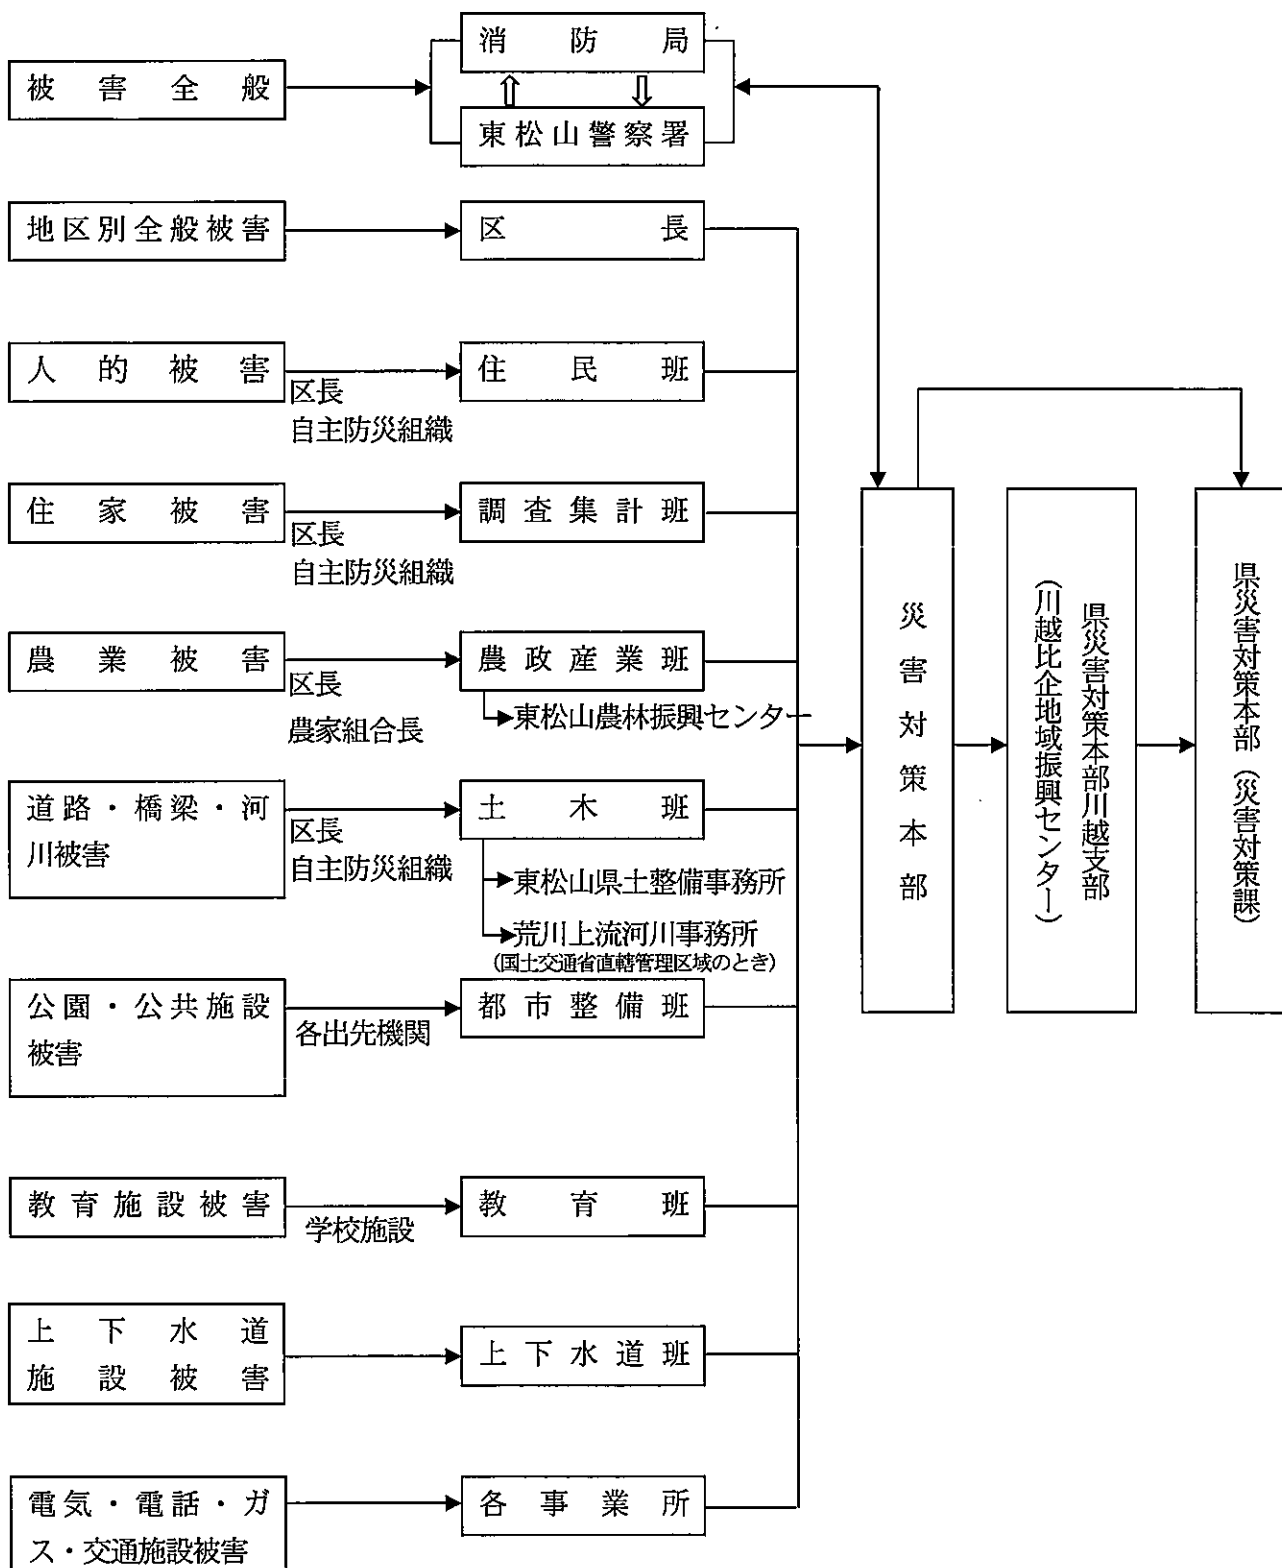 被害全般
消防局
東松山警察署
地区別全般被害
区長
人的被害
区長
自主防災組織
住民班
住家被害
区長
自主防災組織
調査集計班
農業被害
区長
農家組合長
農政産業班
東松山農林振興センター
道路・橋梁・河
川被害
区長
自主防災組織
土木班
東松山県土整備事務所
荒川上流河川事務所
(国土交通省直轄管理区域のとき)
公園・公共施設
被害
各出先機関
都市整備班
教育施設被害
学校施設
教育班
上下水道
施設被害
上下水道班
電気・電話・ガ
ス・交通施設被害
各事業所
災害対策本部
県災害対策本部川越支部
(川越比企地域振興センター)
県災害対策本部(災害対策課)